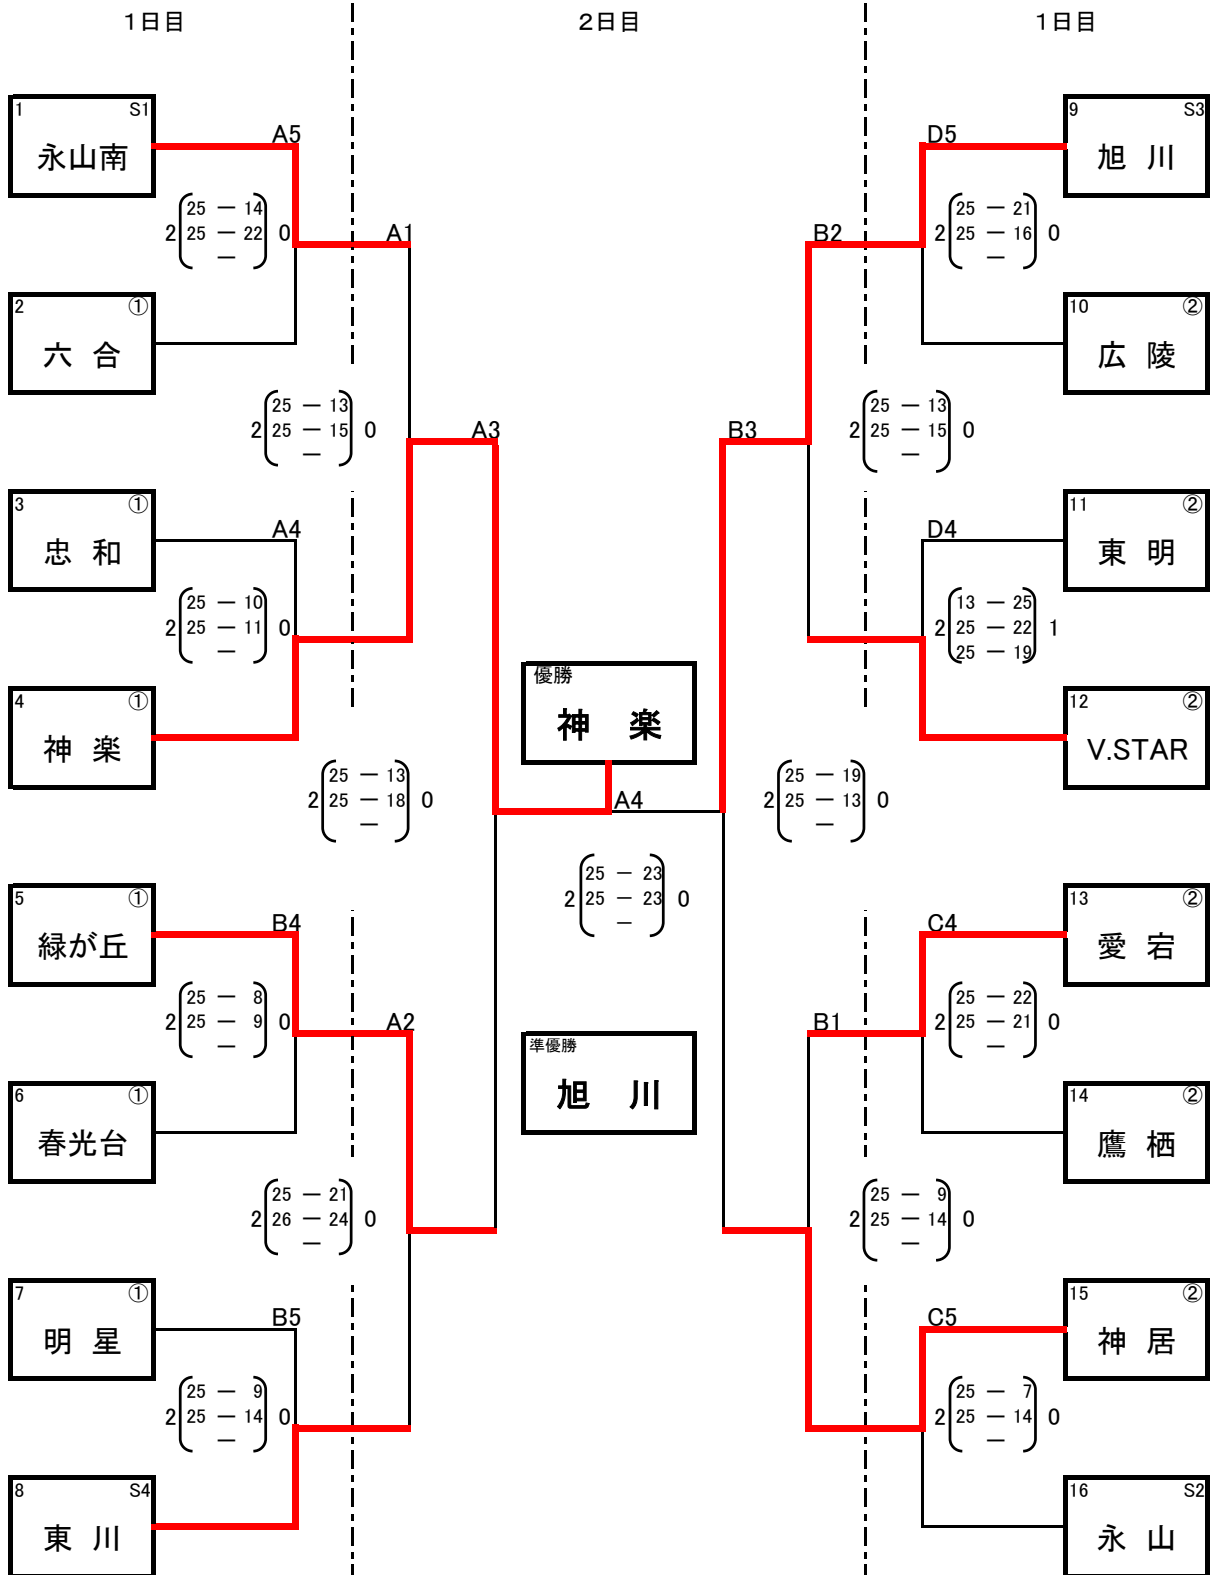 1日目
2日目
1日目
1 S1
永山南
A5
2 25 － 14 0
25 － 22
－
A1
2 ①
六 合
2 25 － 13 0
25 － 15
－
A3
3 ①
忠 和
A4
2 25 － 10 0
25 － 11
－
4 ①
神 楽
2 25 － 13 0
25 － 18
－
5 ①
緑が丘
B4
2 25 － 8 0
25 － 9
－
A2
6 ①
春光台
2 25 － 21 0
26 － 24
－
7 ①
明 星
B5
2 25 － 9 0
25 － 14
－
8 S4
東 川
優勝
神 楽
A4
2 25 － 23 0
25 － 23
－
準優勝
旭 川
9 S3
旭 川
D5
2 25 － 21 0
25 － 16
－
B2
10 ②
広 陵
2 25 － 13 0
25 － 15
－
B3
11 ②
東 明
D4
2 13 － 25 1
25 － 22
25 － 19
12 ②
V.STAR
2 25 － 19 0
25 － 13
－
13 ②
愛 宕
C4
2 25 － 22 0
25 － 21
－
B1
14 ②
鷹 栖
2 25 － 9 0
25 － 14
－
15 ②
神 居
C5
2 25 － 7 0
25 － 14
－
16 S2
永 山